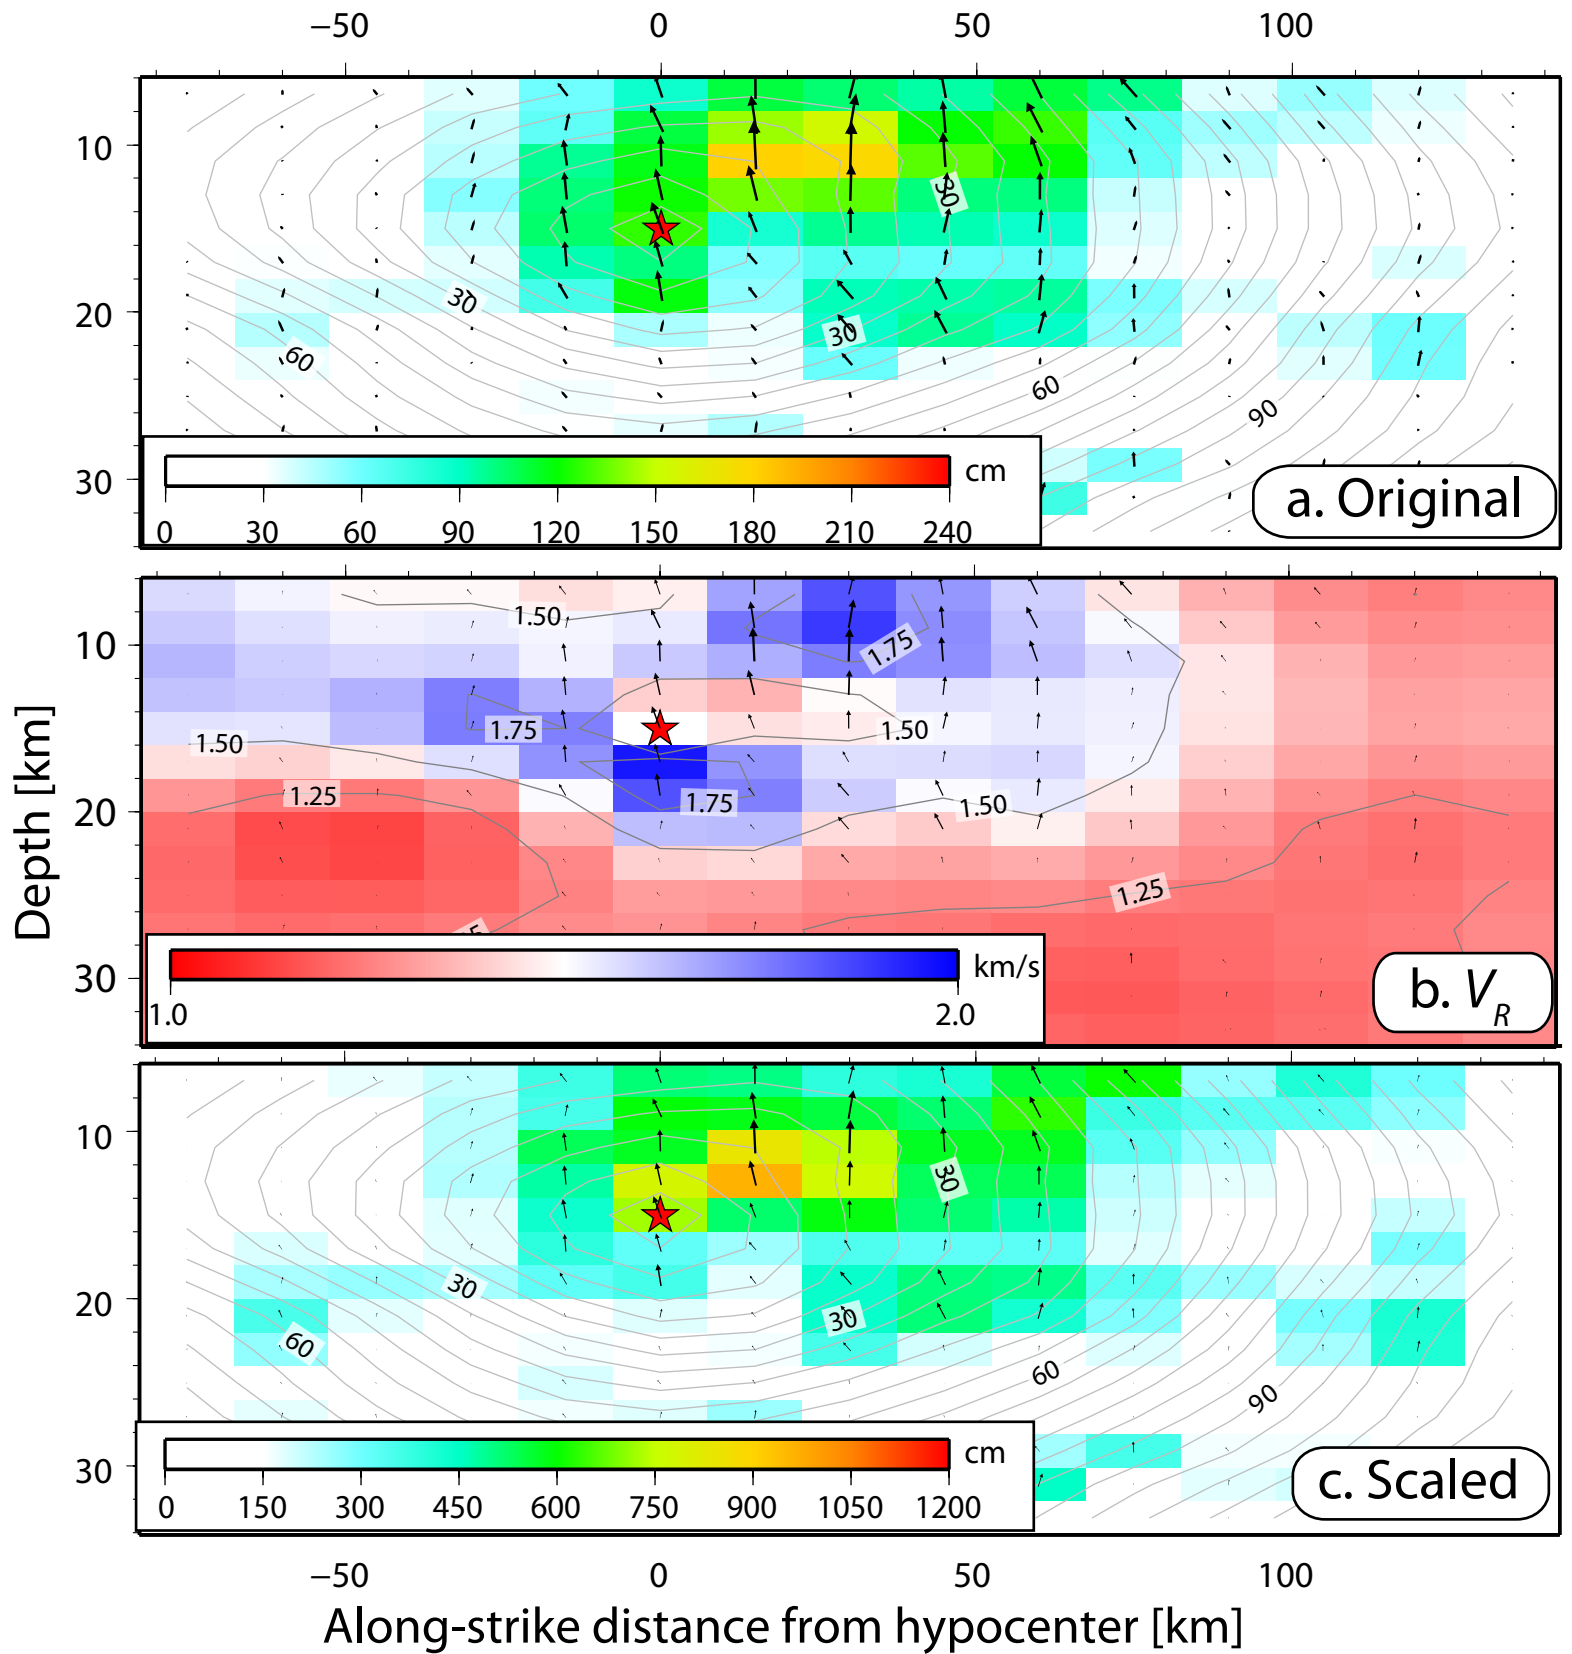 −50 0 50 100
10
20
30
30
30
30
60
60
90
cm
0 30 60 90 120 150 180 210 240
a. Original
Depth [km]
10
20
30
1.50
1.75
1.75
1.50
1.50
1.25
1.75
1.50
1.25
km/s
1.0 2.0
b. V_R
10
20
30
30
30
30
60
60
90
cm
0 150 300 450 600 750 900 1050 1200
c. Scaled
−50 0 50 100
Along-strike distance from hypocenter [km]